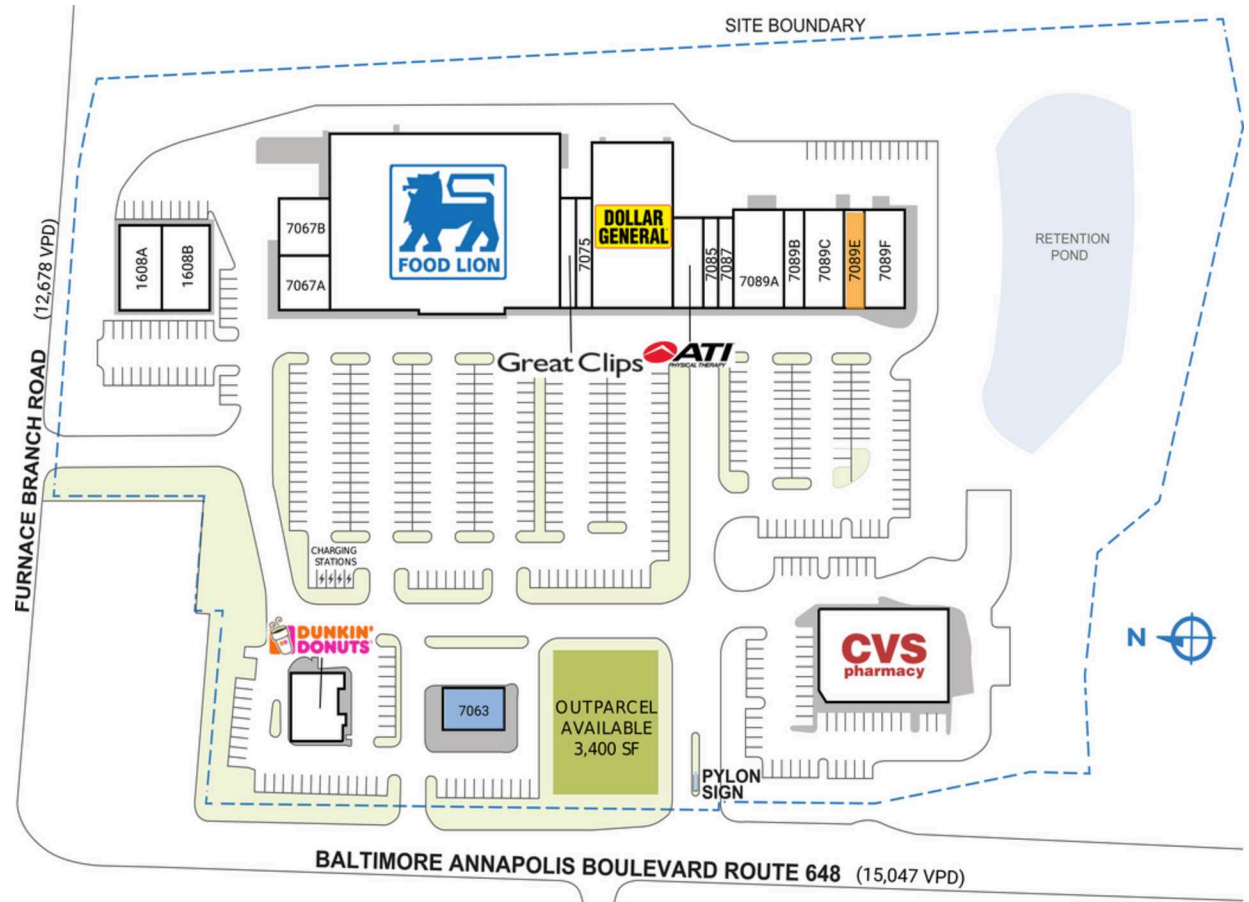 SITE BOUNDARY
RETENTION
POND
FURNACE BRANCH ROAD (12,678 VPD)
1608A
1608B
7067B
7067A
FOOD LION
7075
DOLLAR
GENERAL
7085
7087
7089A
7089B
7089C
7089E
7089F
Great Clips
ATI
PHYSICAL THERAPY
CHARGING
STATIONS
DUNKIN'
DONUTS
7063
OUTPARCEL
AVAILABLE
3,400 SF
PYLON
SIGN
CVS
pharmacy
N
BALTIMORE ANNAPOLIS BOULEVARD ROUTE 648 (15,047 VPD)